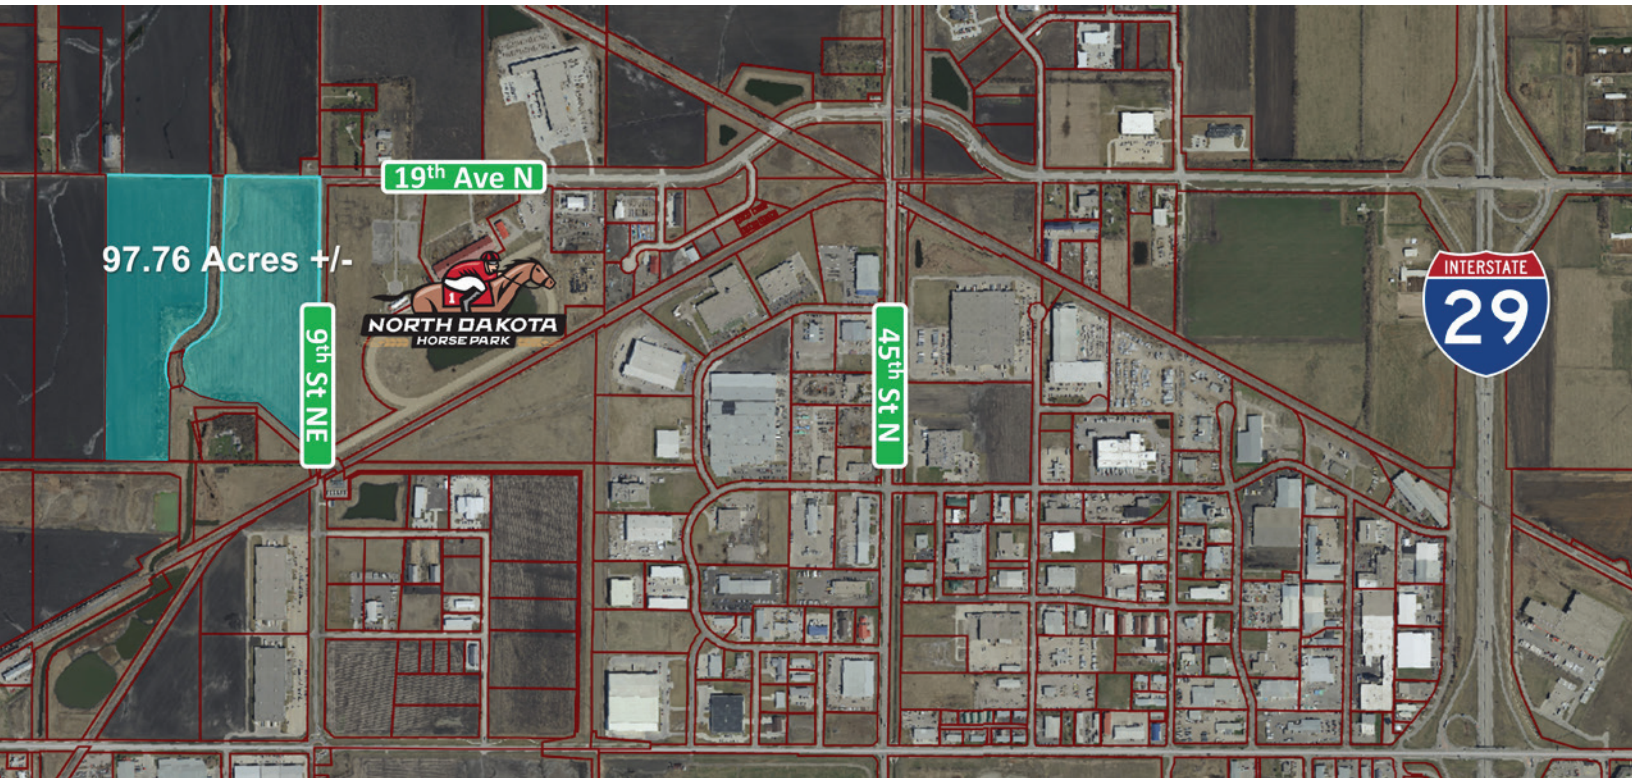 19th Ave N
97.76 Acres +/-
1
NORTH DAKOTA
HORSE PARK
9th St NE
45th St N
INTERSTATE
29